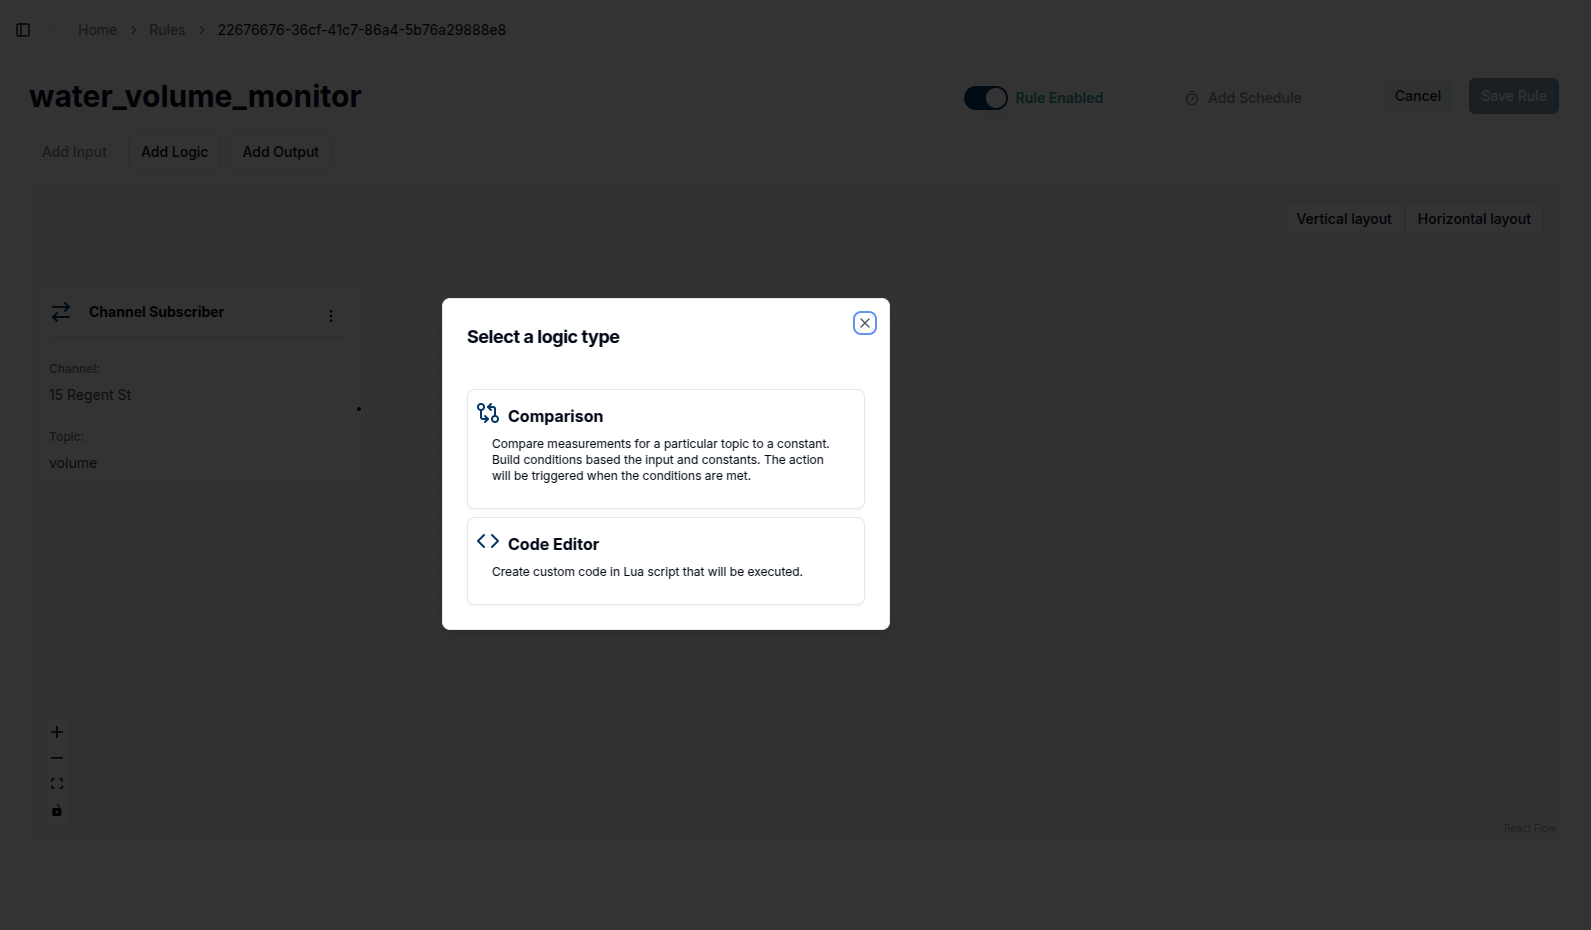 Home > Rules > 22676676-36cf-41c7-86a4-5b76a29888e8
water_volume_monitor
Rule Enabled
Add Schedule
Cancel
Save Rule
Add Input
Add Logic
Add Output
Vertical layout
Horizontal layout
Channel Subscriber
Channel:
15 Regent St
Topic:
volume
Select a logic type
Comparison
Compare measurements for a particular topic to a constant.
Build conditions based the input and constants. The action
will be triggered when the conditions are met.
Code Editor
Create custom code in Lua script that will be executed.
React Flow